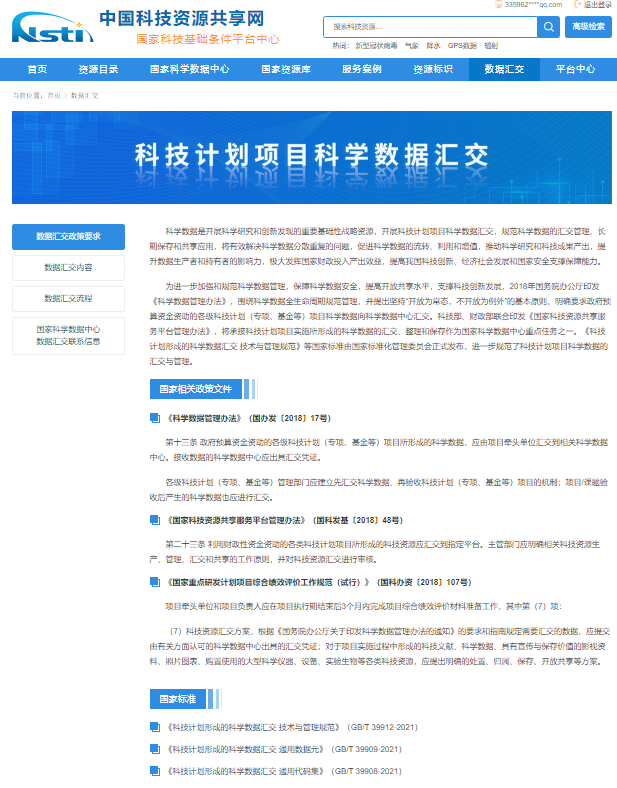 335962****qq.com 退出登录
Nsti 中国科技资源共享网
国家科技基础条件平台中心
搜索科技资源... 高级检索
热词： 新型冠状病毒 气象 降水 GPS数据 辐射
首页 资源目录 国家科学数据中心 国家资源库 服务案例 资源标识 数据汇交 平台中心
当前位置： 首页 > 数据汇交
科技计划项目科学数据汇交
数据汇交政策要求
数据汇交内容
数据汇交流程
国家科学数据中心
数据汇交联系信息
科学数据是开展科学研究和创新发现的重要基础性战略资源，开展科技计划项目科学数据汇交，规范科学数据的汇交管理、长
期保存和共享应用，将有效解决科学数据分散重复的问题，促进科学数据的流转、利用和增值，推动科学研究和科技成果产出，提
升数据生产者和持有者的影响力，极大发挥国家财政投入产出效益，提高我国科技创新、经济社会发展和国家安全支撑保障能力。
为进一步加强和规范科学数据管理，保障科学数据安全，提高开放共享水平，支撑科技创新发展，2018年国务院办公厅印发
《科学数据管理办法》，围绕科学数据全生命周期规范管理，并提出坚持“开放为常态，不开放为例外”的基本原则，明确要求政府预
算资金资助的各级科技计划（专项、基金等）项目科学数据向科学数据中心汇交。科技部、财政部联合印发《国家科技资源共享服
务平台管理办法》，将承接科技计划项目实施所形成的科学数据的汇交、整理和保存作为国家科学数据中心重点任务之一。《科技
计划形成的科学数据汇交 技术与管理规范》等国家标准由国家标准化管理委员会正式发布，进一步规范了科技计划项目科学数据的
汇交与管理。
国家相关政策文件
《科学数据管理办法》（国办发〔2018〕17号）
第十三条 政府预算资金资助的各级科技计划（专项、基金等）项目所形成的科学数据，应由项目牵头单位汇交到相关科学数据
中心。接收数据的科学数据中心应出具汇交凭证。
各级科技计划（专项、基金等）管理部门应建立先汇交科学数据、再验收科技计划（专项、基金等）项目的机制；项目/课题验
收后产生的科学数据也应进行汇交。
《国家科技资源共享服务平台管理办法》（国科发基〔2018〕48号）
第二十三条 利用财政性资金资助的各类科技计划项目所形成的科技资源应汇交到指定平台。主管部门应明确相关科技资源生
产、管理、汇交和共享的工作原则，并对科技资源汇交进行审核。
《国家重点研发计划项目综合绩效评价工作规范（试行）》（国科办资〔2018〕107号）
项目牵头单位和项目负责人应在项目执行期结束后3个月内完成项目综合绩效评价材料准备工作，其中第（7）项：
（7）科技资源汇交方案，根据《国务院办公厅关于印发科学数据管理办法的通知》的要求和指南规定需要汇交的数据，应提交
由有关方面认可的科学数据中心出具的汇交凭证；对于项目实施过程中形成的科技文献、科学数据、具有宣传与保存价值的影视资
料、照片图表、购置使用的大型科学仪器、设备、实验生物等各类科技资源，应提出明确的处置、归属、保存、开放共享等方案。
国家标准
《科技计划形成的科学数据汇交 技术与管理规范》（GB/T 39912-2021）
《科技计划形成的科学数据汇交 通用数据元》（GB/T 39909-2021）
《科技计划形成的科学数据汇交 通用代码集》（GB/T 39908-2021）